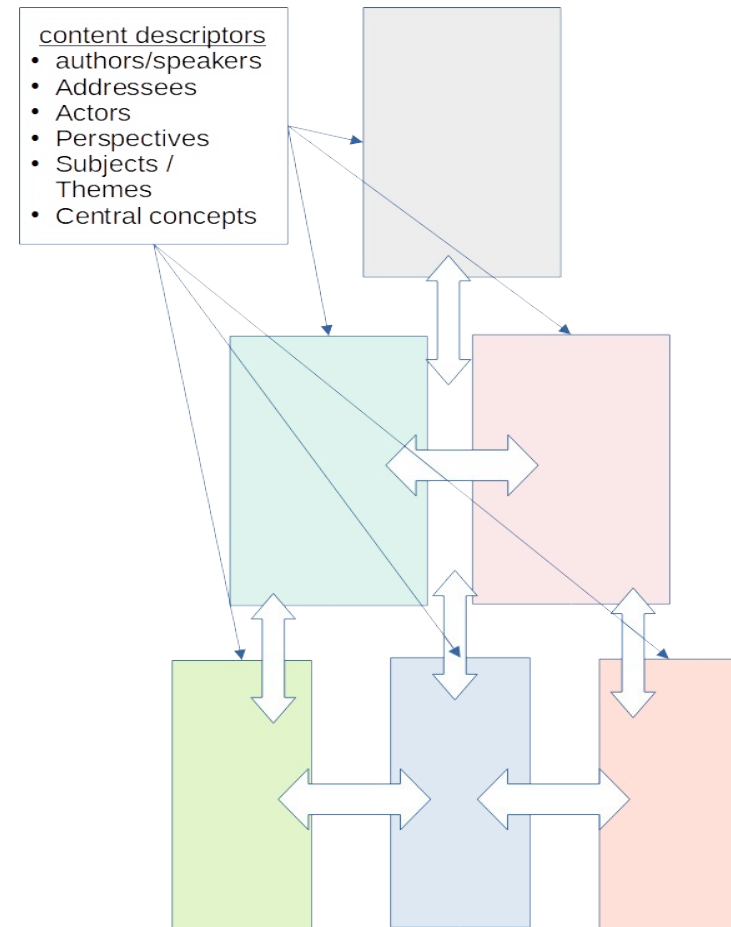 content descriptors
• authors/speakers
• Addressees
• Actors
• Perspectives
• Subjects /
Themes
• Central concepts